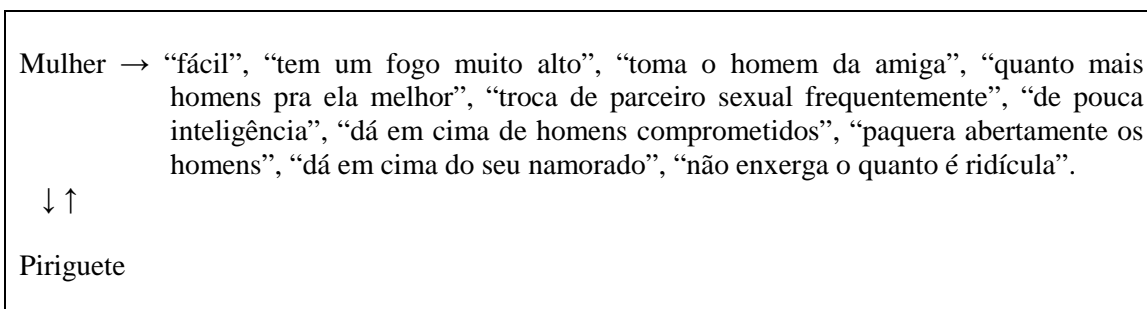 Mulher → “fácil”, “tem um fogo muito alto”, “toma o homem da amiga”, “quanto mais
homens pra ela melhor”, “troca de parceiro sexual frequentemente”, “de pouca
inteligência”, “dá em cima de homens comprometidos”, “paquera abertamente os
homens”, “dá em cima do seu namorado”, “não enxerga o quanto é ridícula”.
↓↑
Piriguete